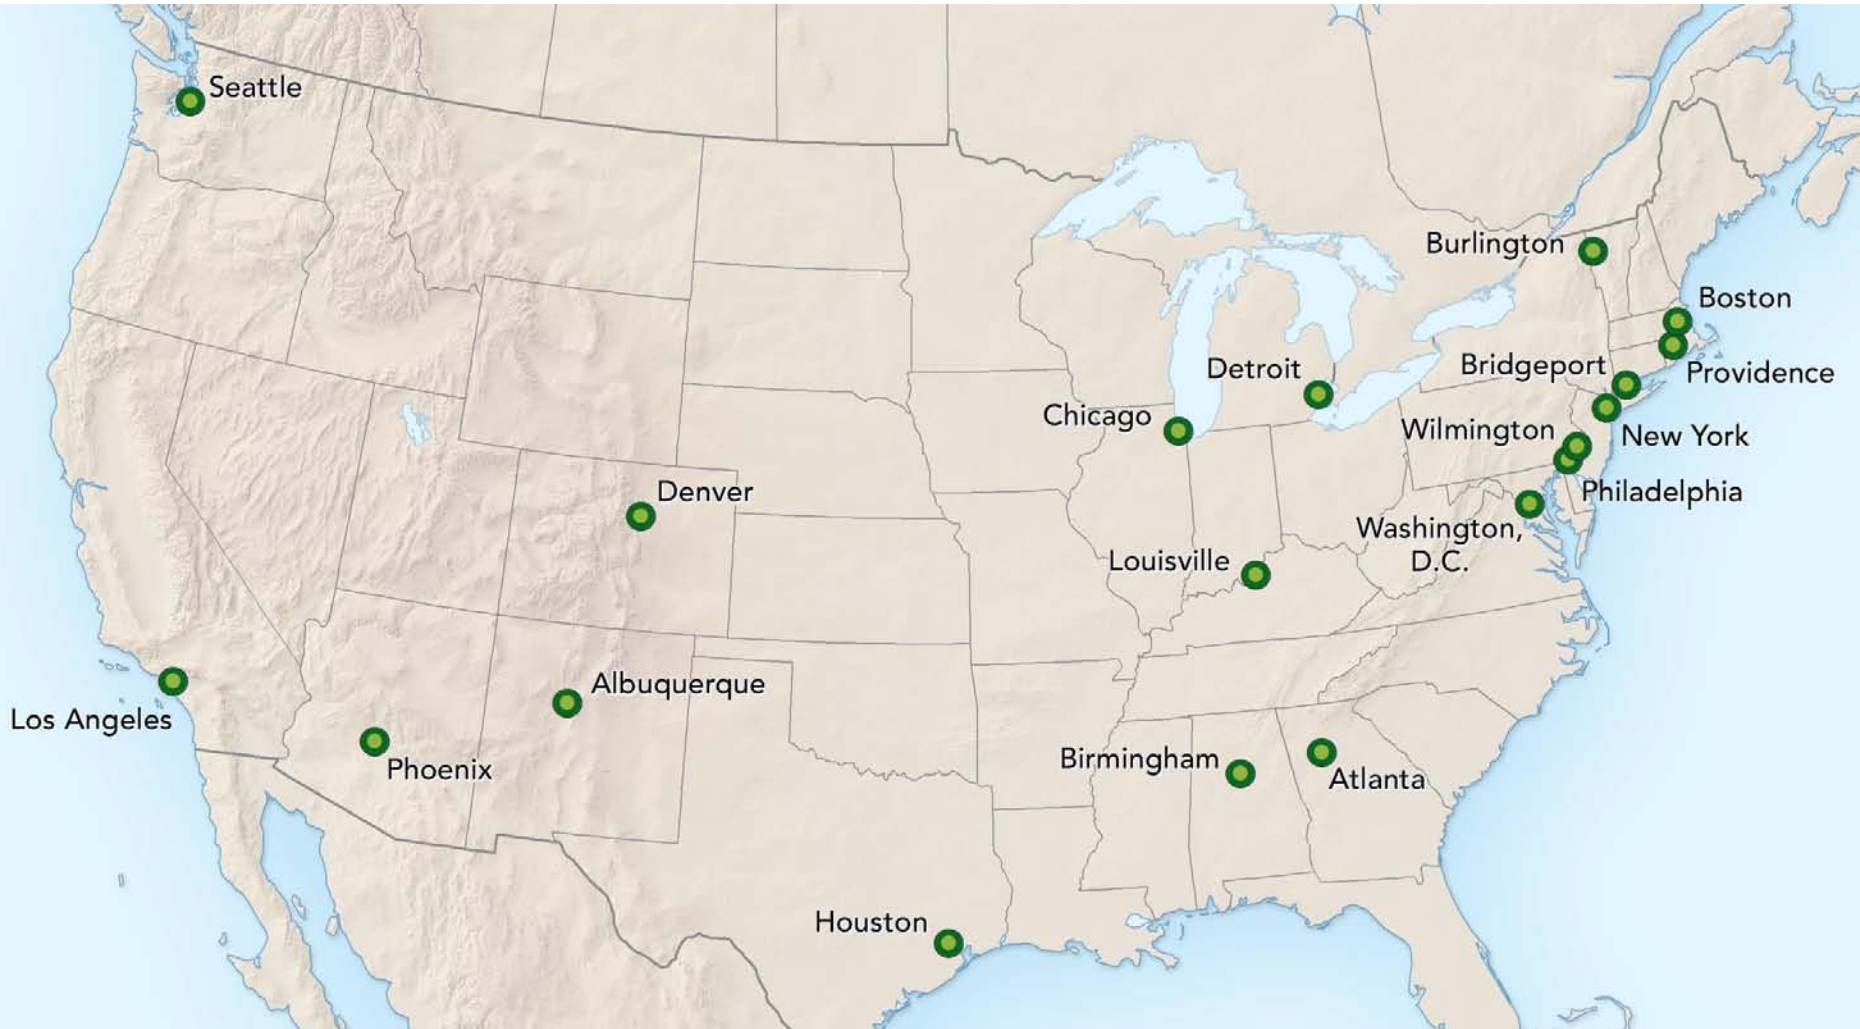 Seattle
Burlington
Boston
Detroit
Bridgeport
Providence
Chicago
Wilmington
New York
Denver
Philadelphia
Washington,
D.C.
Louisville
Albuquerque
Los Angeles
Phoenix
Birmingham
Atlanta
Houston